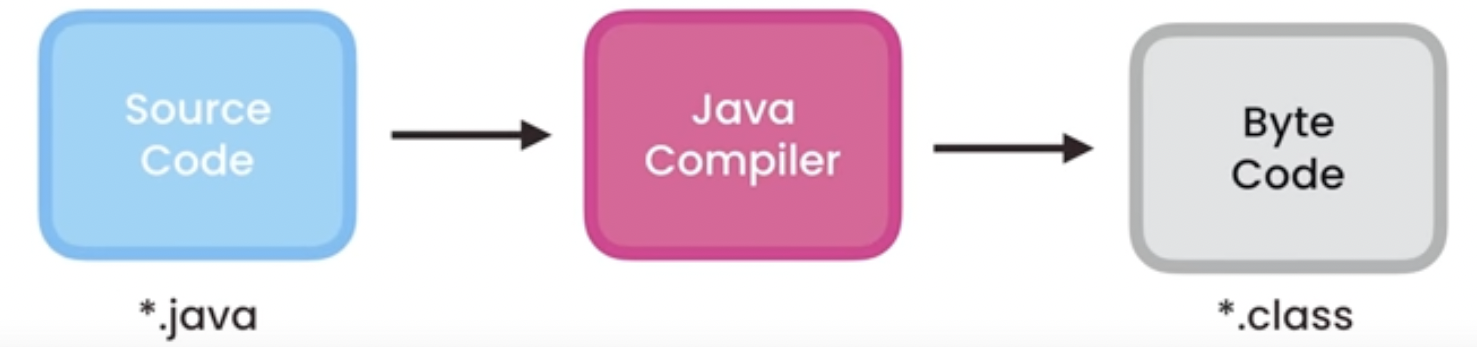 Source
Code
Java
Compiler
Byte
Code
*.java
*.class